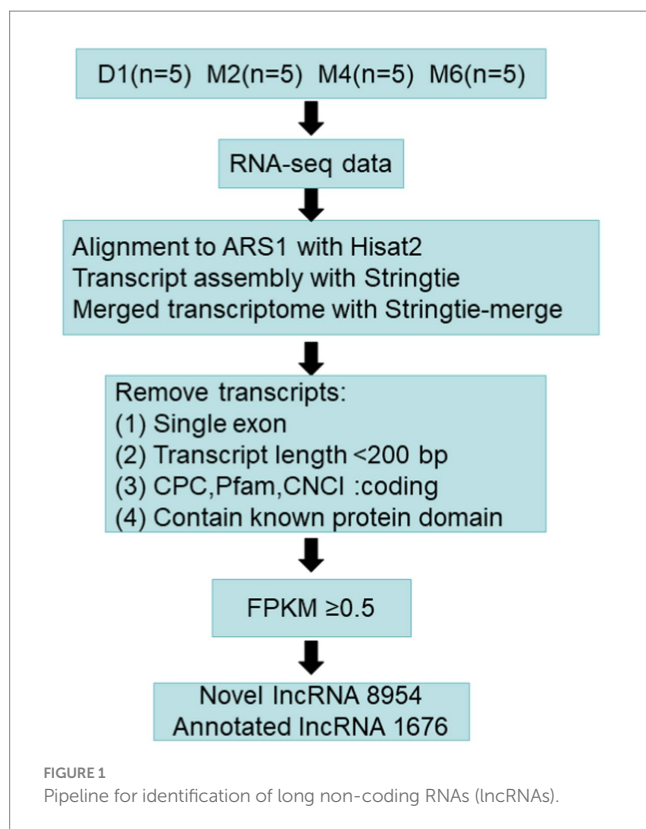 D1(n=5) M2(n=5) M4(n=5) M6(n=5)
RNA-seq data
Alignment to ARS1 with Hisat2
Transcript assembly with Stringtie
Merged transcriptome with Stringtie-merge
Remove transcripts:
(1) Single exon
(2) Transcript length <200 bp
(3) CPC,Pfam,CNCI :coding
(4) Contain known protein domain
FPKM ≥0.5
Novel lncRNA 8954
Annotated lncRNA 1676
FIGURE 1
Pipeline for identification of long non-coding RNAs (lncRNAs).